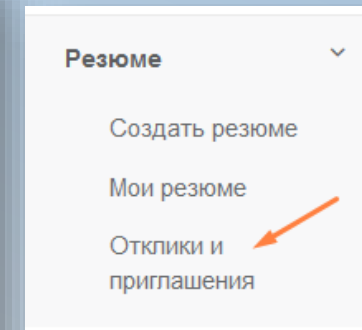 Резюме
Создать резюме
Мои резюме
Отклики и
приглашения